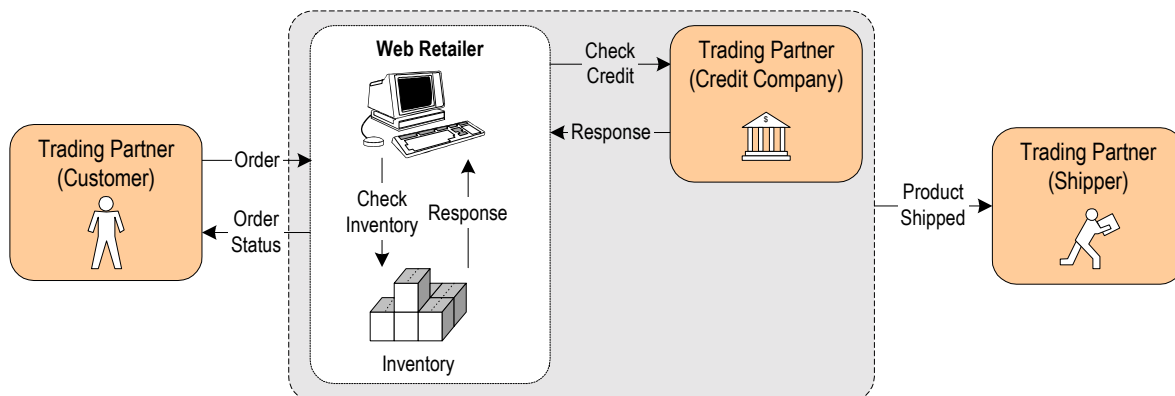 Trading Partner
(Customer)
Order
Order
Status
Web Retailer
Check
Inventory
Response
Inventory
Check
Credit
Response
Trading Partner
(Credit Company)
$
Product
Shipped
Trading Partner
(Shipper)